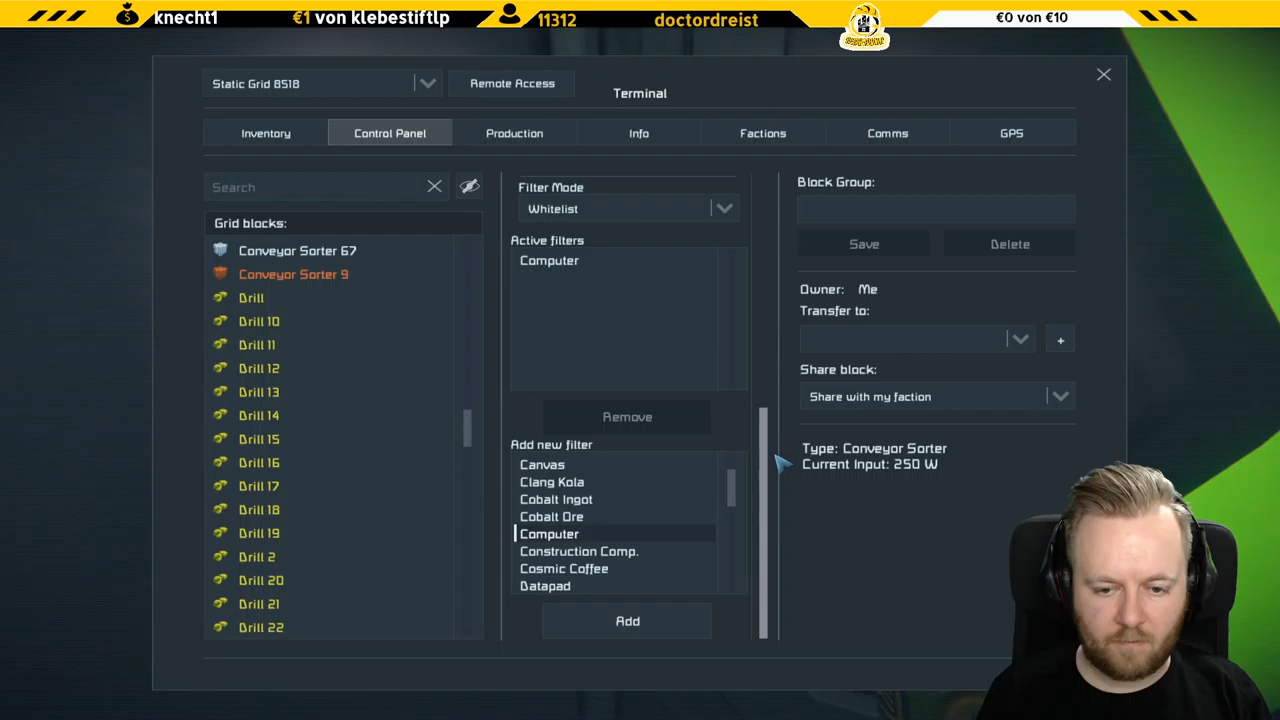 knecht1
€1 von klebestiftlp
11312
doctordreist
€0 von €10
Static Grid 8518
Remote Access
Terminal
Inventory
Control Panel
Production
Info
Factions
Comms
GPS
Search
Grid blocks:
Conveyor Sorter 67
Conveyor Sorter 9
Drill
Drill 10
Drill 11
Drill 12
Drill 13
Drill 14
Drill 15
Drill 16
Drill 17
Drill 18
Drill 19
Drill 2
Drill 20
Drill 21
Drill 22
Filter Mode
Whitelist
Active filters
Computer
Remove
Add new filter
Canvas
Clang Kola
Cobalt Ingot
Cobalt Ore
Computer
Construction Comp.
Cosmic Coffee
Datapad
Add
Block Group:
Save
Delete
Owner: Me
Transfer to:
+
Share block:
Share with my faction
Type: Conveyor Sorter
Current Input: 250 W